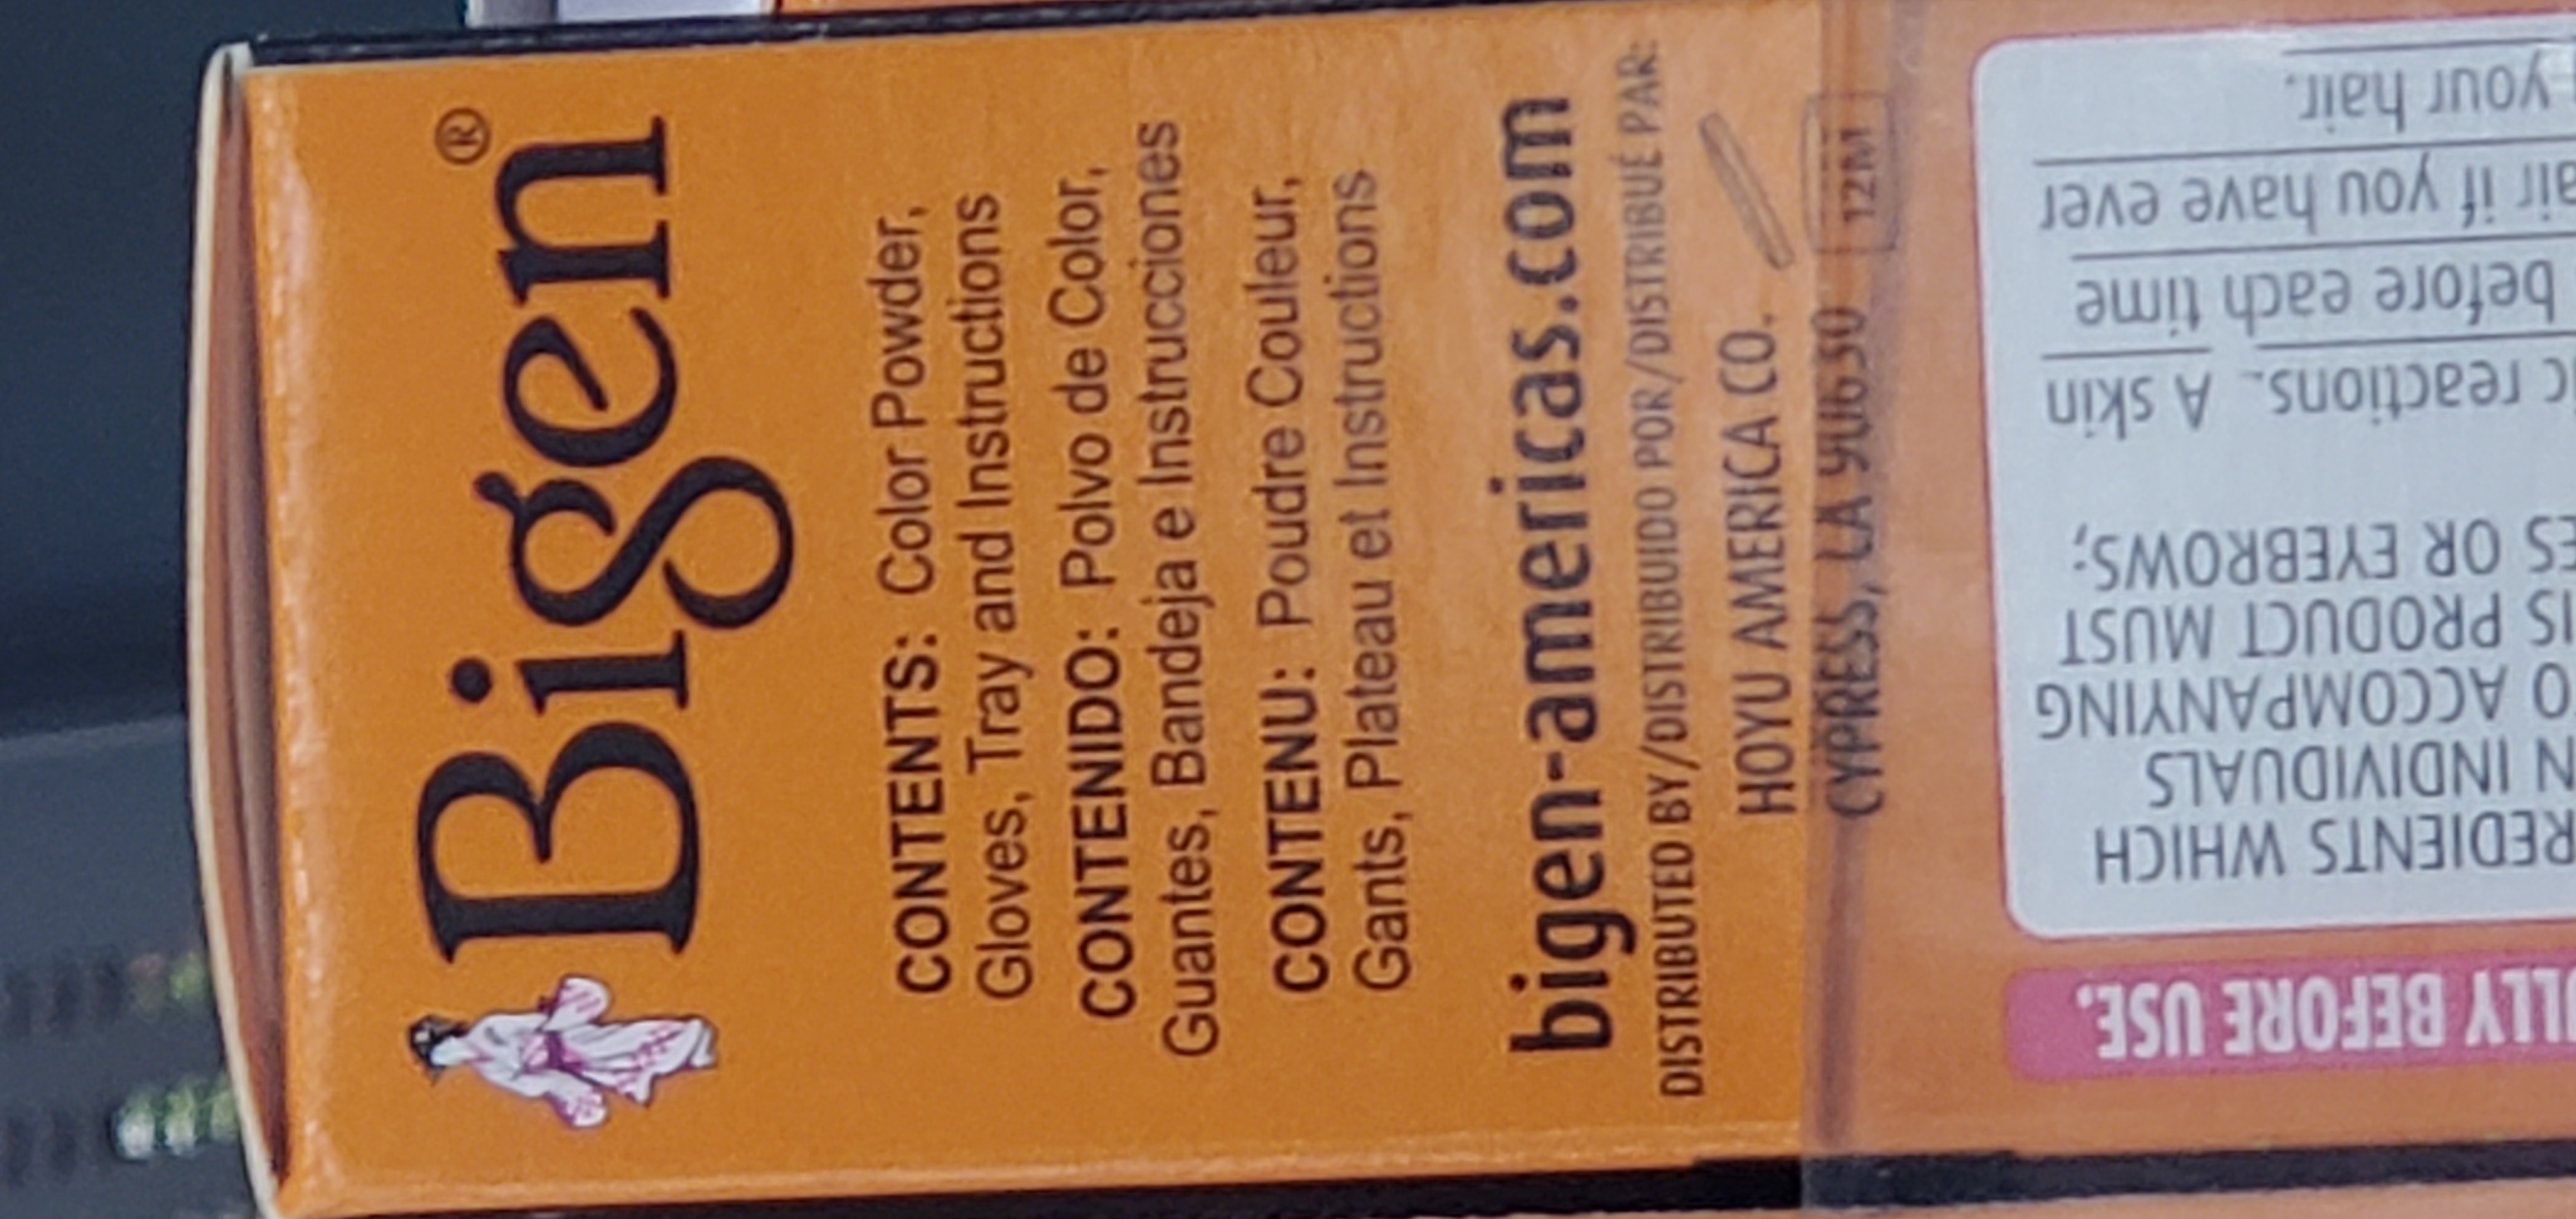 Bigen®
CONTENTS: Color Powder,
Gloves, Tray and Instructions
CONTENIDO: Polvo de Color,
Guantes, Bandeja e Instrucciones
CONTENU: Poudre Couleur,
Gants, Plateau et Instructions
bigen-americas.com
DISTRIBUTED BY/DISTRIBUIDO POR/DISTRIBUÉ PAR:
HOYU AMERICA CO.
CYPRESS, CA 90630
12M
LLY BEFORE USE.
REDIENTS WHICH
N INDIVIDUALS
O ACCOMPANYING
IS PRODUCT MUST
ES OR EYEBROWS;
c reactions. A skin
before each time
air if you have ever
your hair.